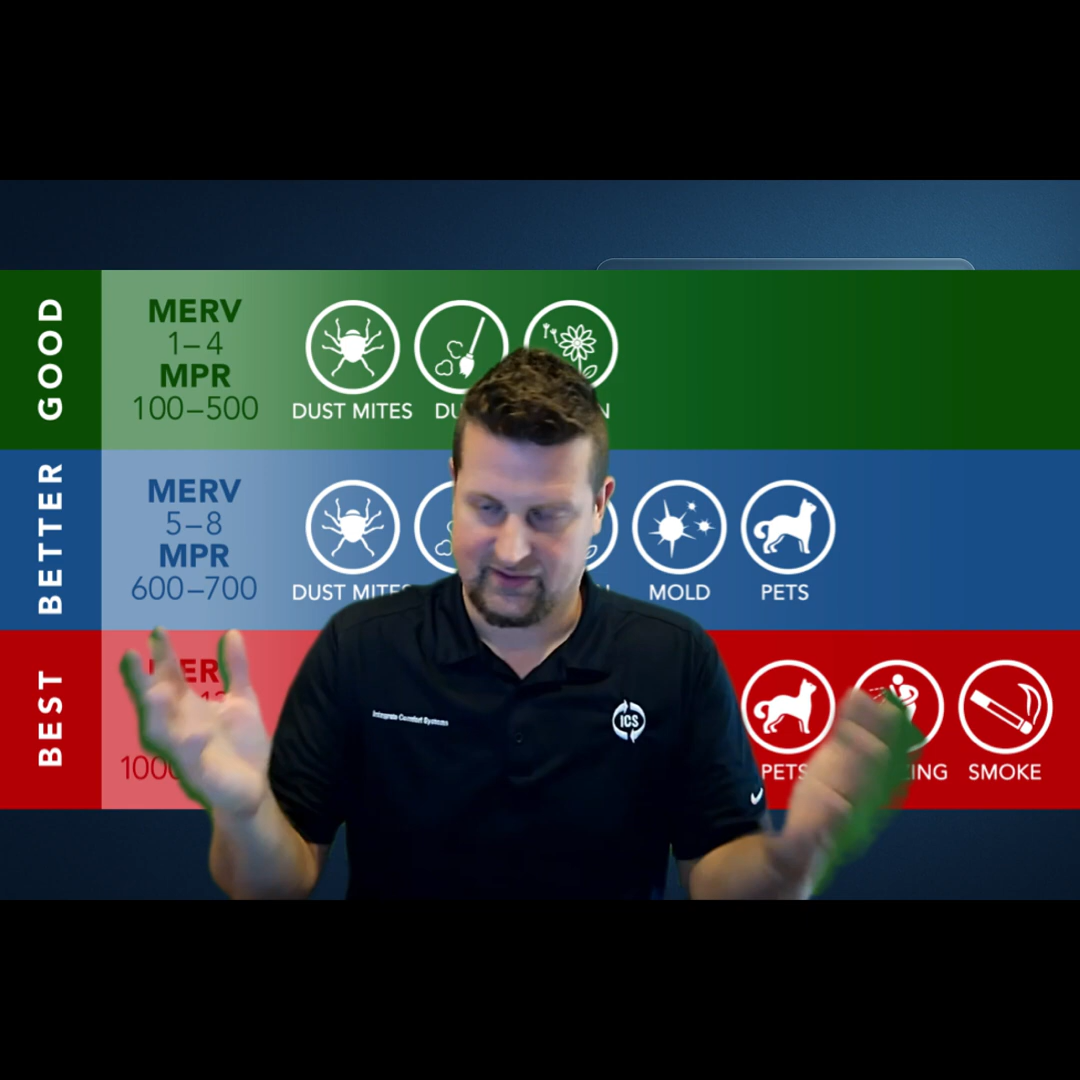 GOOD
MERV
1–4
MPR
100–500
DUST MITES
BETTER
MERV
5–8
MPR
600–700
DUST MITES
MOLD
PETS
BEST
PETS
SMOKE
Integrate Comfort Systems
ICS